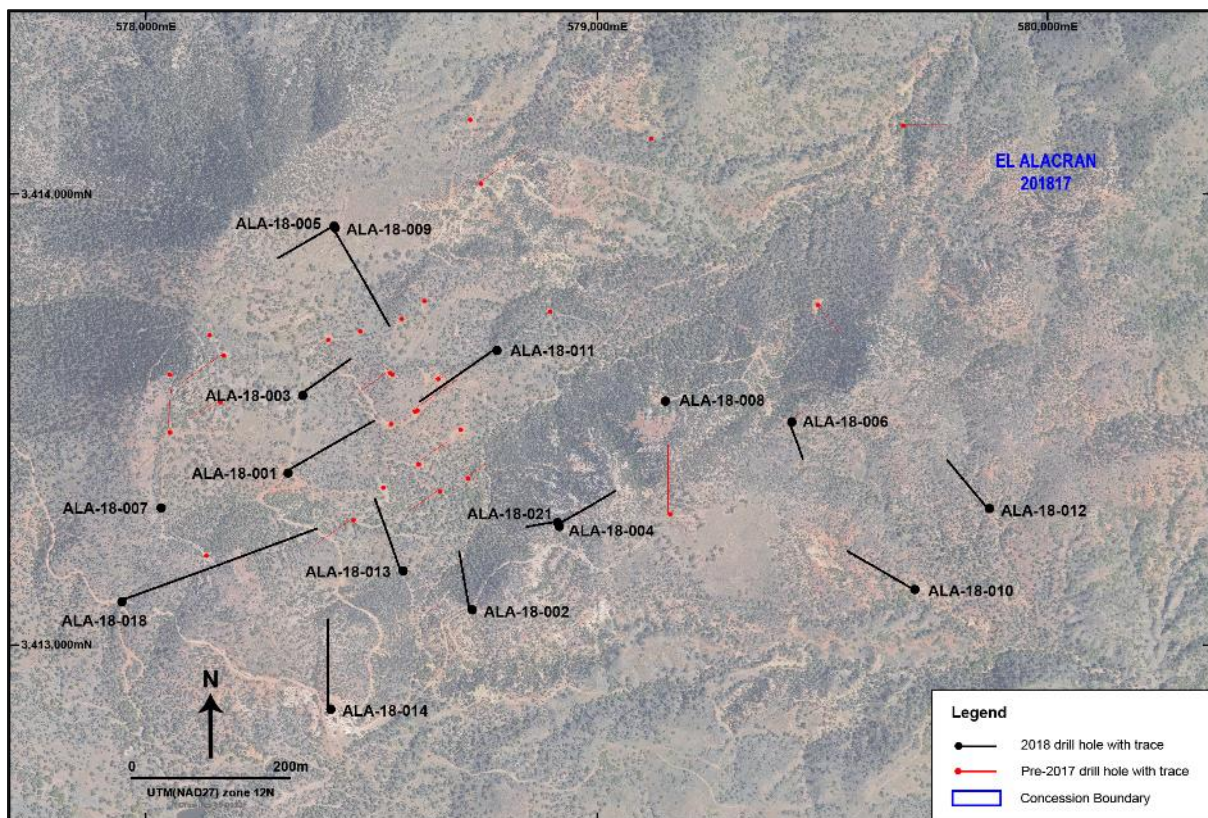 578,000mE
579,000mE
580,000mE
EL ALACRAN
201817
3,414,000mN
ALA-18-005
ALA-18-009
ALA-18-011
ALA-18-003
ALA-18-008
ALA-18-006
ALA-18-001
ALA-18-007
ALA-18-021
ALA-18-004
ALA-18-012
ALA-18-013
ALA-18-010
ALA-18-002
ALA-18-018
3,413,000mN
N
ALA-18-014
0
200m
UTM(NAD27) zone 12N
Legend
2018 drill hole with trace
Pre-2017 drill hole with trace
Concession Boundary